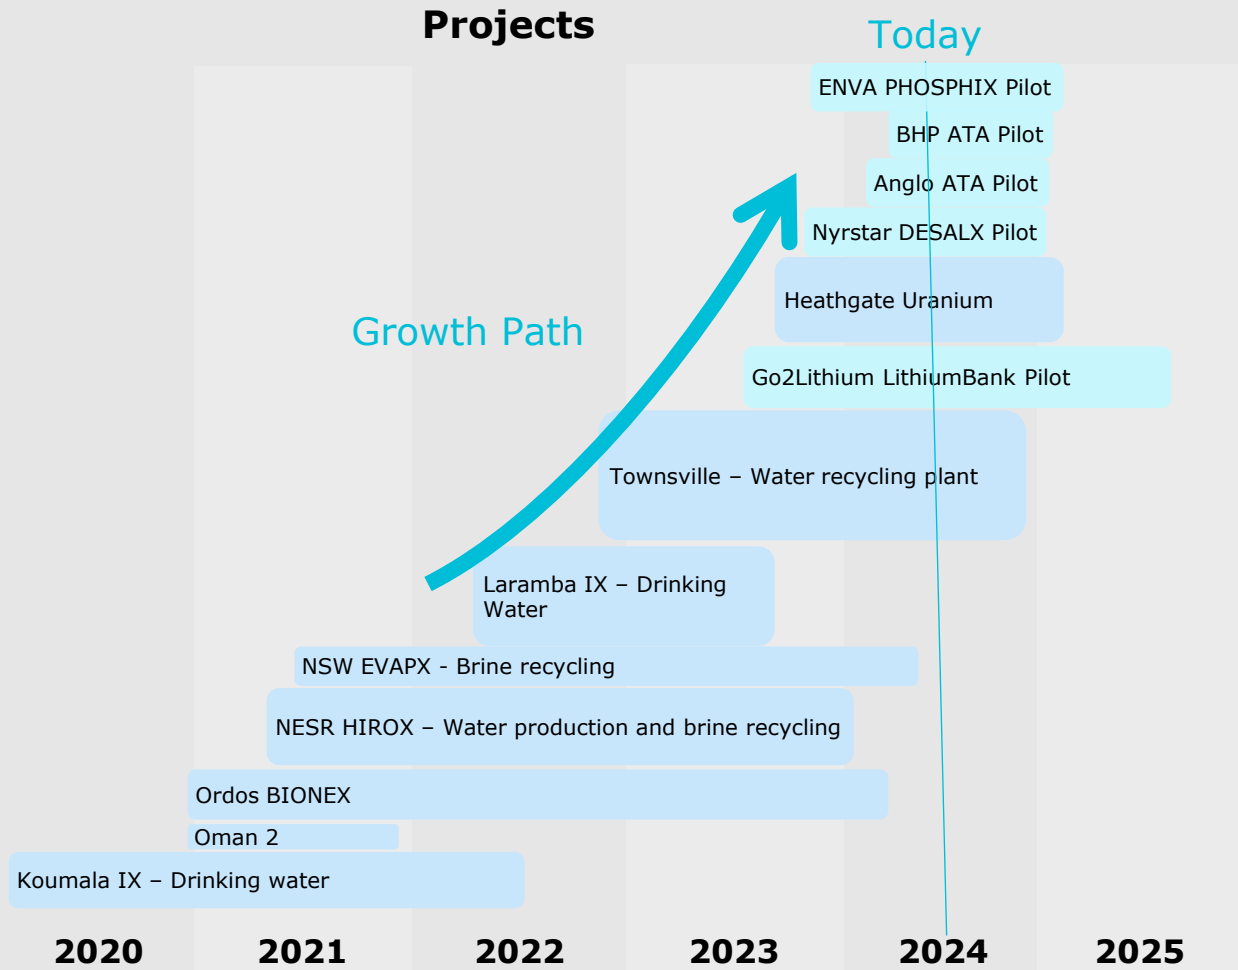 Projects
Today
ENVA PHOSPHIX Pilot
BHP ATA Pilot
Anglo ATA Pilot
Nyrstar DESALX Pilot
Heathgate Uranium
Growth Path
Go2Lithium LithiumBank Pilot
Townsville – Water recycling plant
Laramba IX – Drinking
Water
NSW EVAPX - Brine recycling
NESR HIROX – Water production and brine recycling
Ordos BIONEX
Oman 2
Koumala IX – Drinking water
2020 2021 2022 2023 2024 2025